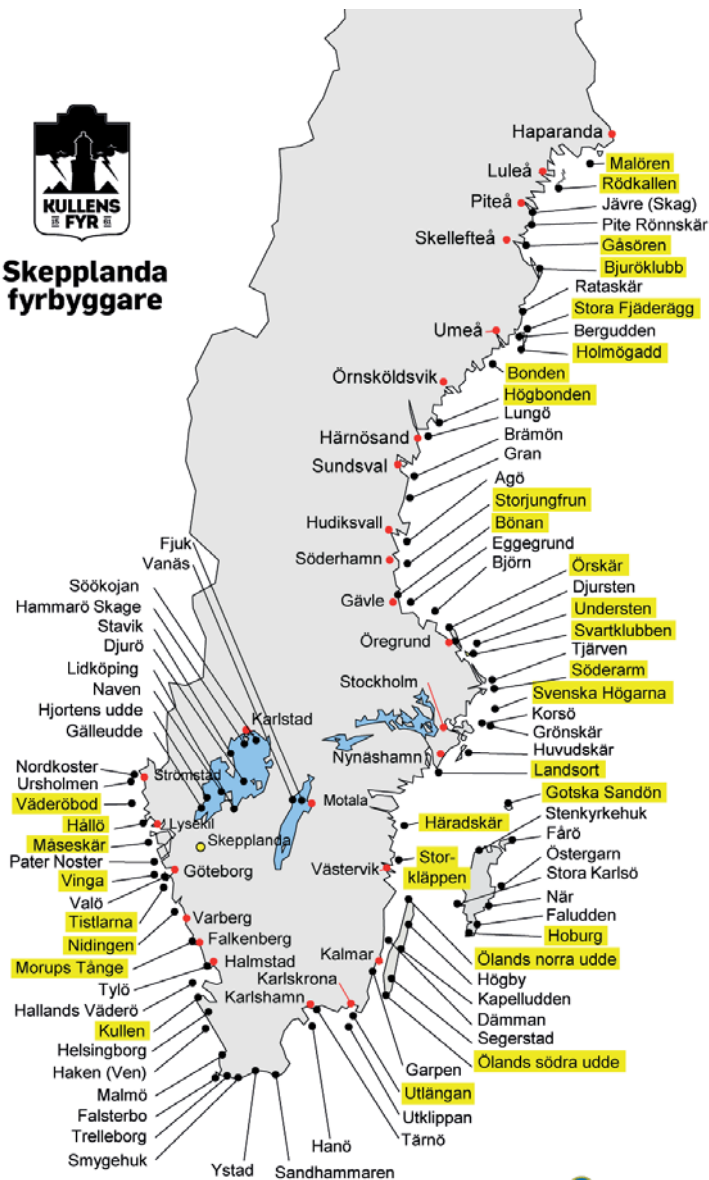 KULLENS
FYR
Skepplanda
fyrbyggare
Haparanda
Malören
Luleå
Rödkallen
Piteå
Jävre (Skag)
Pite Rönnskär
Skellefteå
Gåsören
Bjuröklubb
Rataskär
Stora Fjäderägg
Umeå
Bergudden
Holmögadd
Bonden
Örnsköldsvik
Högbonden
Lungö
Härnösand
Brämön
Gran
Sundsval
Agö
Storjungfrun
Hudiksvall
Bönan
Fjuk
Eggegrund
Vanäs
Söderhamn
Björn
Örskär
Söökojan
Djursten
Hammarö Skage
Gävle
Understen
Stavik
Svartklubben
Djurö
Öregrund
Tjärven
Lidköping
Söderarm
Naven
Stockholm
Svenska Högarna
Hjortens udde
Korsö
Karlstad
Gälleudde
Grönskär
Nynäshamn
Huvudskär
Nordkoster
Strömstad
Landsort
Ursholmen
Gotska Sandön
Väderöbod
Motala
Stenkyrkehuk
Hållö
Lysekil
Häradskär
Fårö
Måseskär
Skepplanda
Östergarn
Pater Noster
Stor-
kläppen
Göteborg
Västervik
Stora Karlsö
Vinga
När
Valö
Faludden
Tistlarna
Varberg
Hoburg
Nidingen
Falkenberg
Ölands norra udde
Morups Tånge
Halmstad
Kalmar
Högby
Tylö
Karlskrona
Kapelludden
Hallands Väderö
Karlshamn
Dämman
Kullen
Segerstad
Helsingborg
Ölands södra udde
Haken (Ven)
Garpen
Malmö
Utlängan
Falsterbo
Utklippan
Trelleborg
Tärnö
Smygehuk
Hanö
Ystad
Sandhammaren